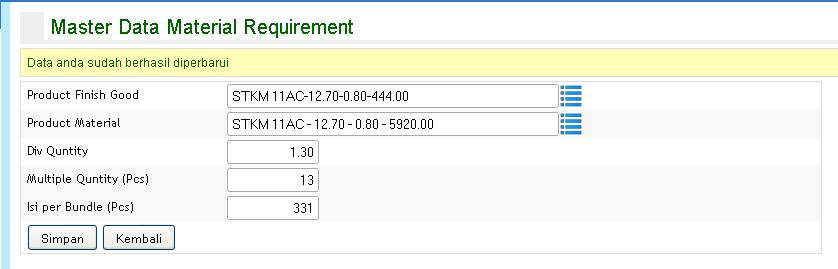 Master Data Material Requirement
Data anda sudah berhasil diperbarui
Product Finish Good STKM 11AC-12.70-0.80-444.00
Product Material STKM 11AC - 12.70 - 0.80 - 5920.00
Div Quntity 1.30
Multiple Quntity (Pcs) 13
Isi per Bundle (Pcs) 331
Simpan Kembali